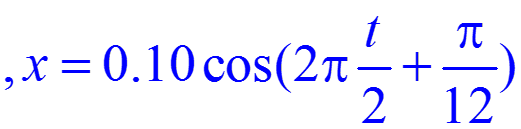 , x = 0.10 cos(2π t/2 + π/12)